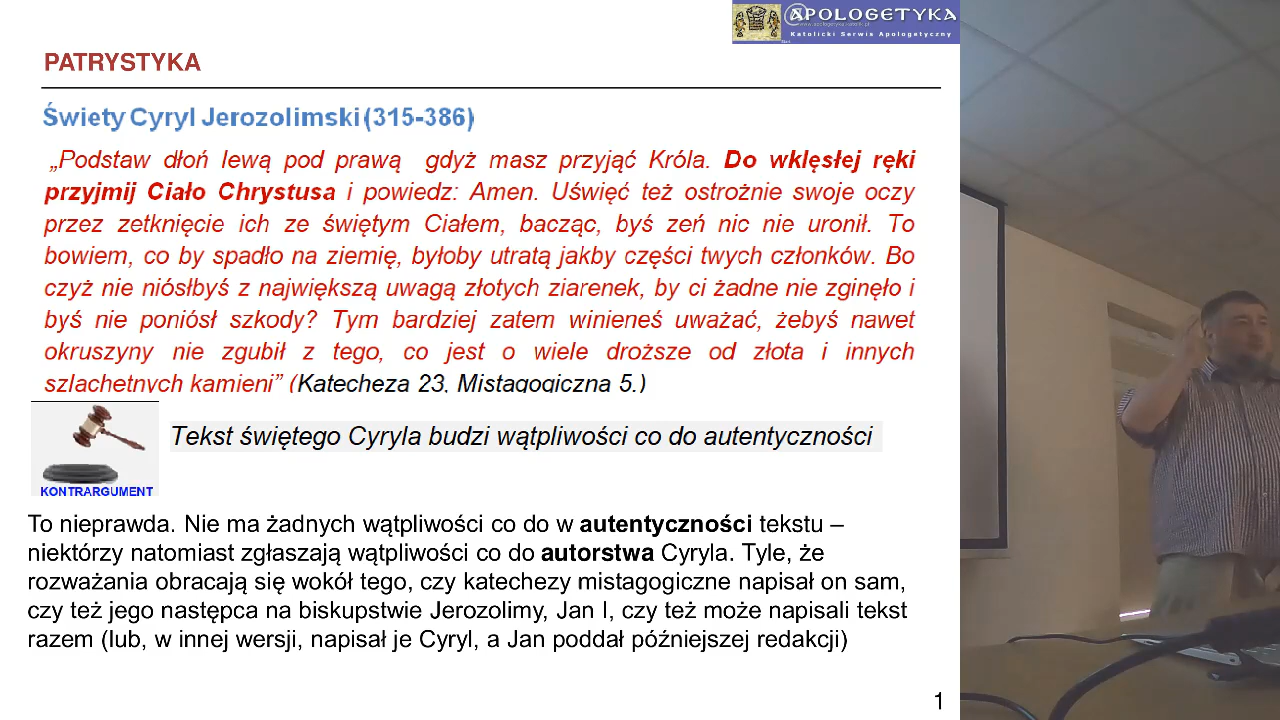 @POLOGETYKA
Katolicki Serwis Apologetyczny
PATRYSTYKA
Świety Cyryl Jerozolimski (315-386)
„Podstaw dłoń lewą pod prawą gdyż masz przyjąć Króla. Do wklęsłej ręki
przyjmij Ciało Chrystusa i powiedz: Amen. Uświęć też ostrożnie swoje oczy
przez zetknięcie ich ze świętym Ciałem, bacząc, byś zeń nic nie uronił. To
bowiem, co by spadło na ziemię, byłoby utratą jakby części twych członków. Bo
czyż nie niósłbyś z największą uwagą złotych ziarenek, by ci żadne nie zginęło i
byś nie poniósł szkody? Tym bardziej zatem winieneś uważać, żebyś nawet
okruszyny nie zgubił z tego, co jest o wiele droższe od złota i innych
szlachetnych kamieni” (Katecheza 23, Mistagogiczna 5.)
Tekst świętego Cyryla budzi wątpliwości co do autentyczności
KONTRARGUMENT
To nieprawda. Nie ma żadnych wątpliwości co do w autentyczności tekstu –
niektórzy natomiast zgłaszają wątpliwości co do autorstwa Cyryla. Tyle, że
rozważania obracają się wokół tego, czy katechezy mistagogiczne napisał on sam,
czy też jego następca na biskupstwie Jerozolimy, Jan I, czy też może napisali tekst
razem (lub, w innej wersji, napisał je Cyryl, a Jan poddał późniejszej redakcji)
1